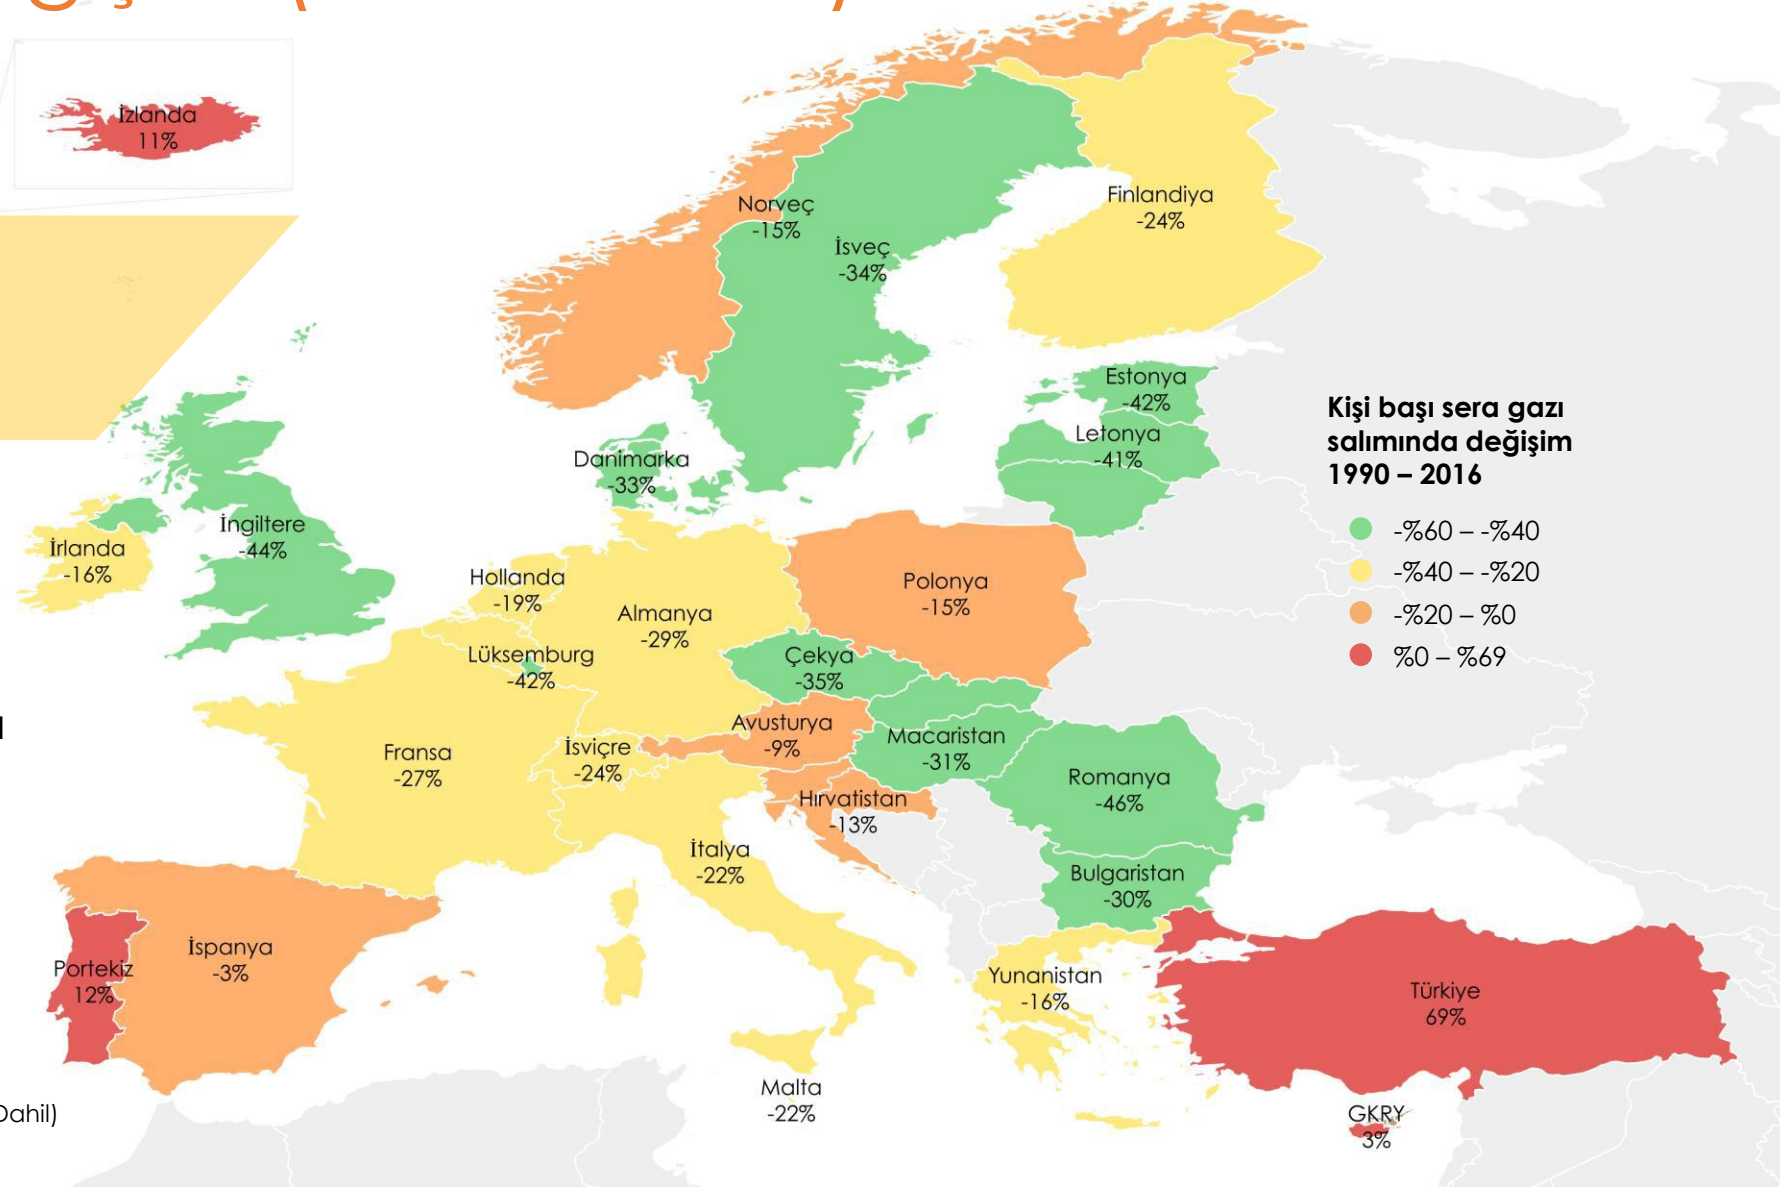 İzlanda
11%
Norveç
-15%
İsveç
-34%
Finlandiya
-24%
Estonya
-42%
Letonya
-41%
Danimarka
-33%
İngiltere
-44%
İrlanda
-16%
Hollanda
-19%
Almanya
-29%
Polonya
-15%
Lüksemburg
-42%
Çekya
-35%
Avusturya
-9%
Macaristan
-31%
Fransa
-27%
İsviçre
-24%
Romanya
-46%
Hırvatistan
-13%
İtalya
-22%
Bulgaristan
-30%
İspanya
-3%
Portekiz
12%
Yunanistan
-16%
Türkiye
69%
Malta
-22%
GKRY
3%
Dahil)
Kişi başı sera gazı
salımında değişim
1990 – 2016
-%60 – -%40
-%40 – -%20
-%20 – %0
%0 – %69